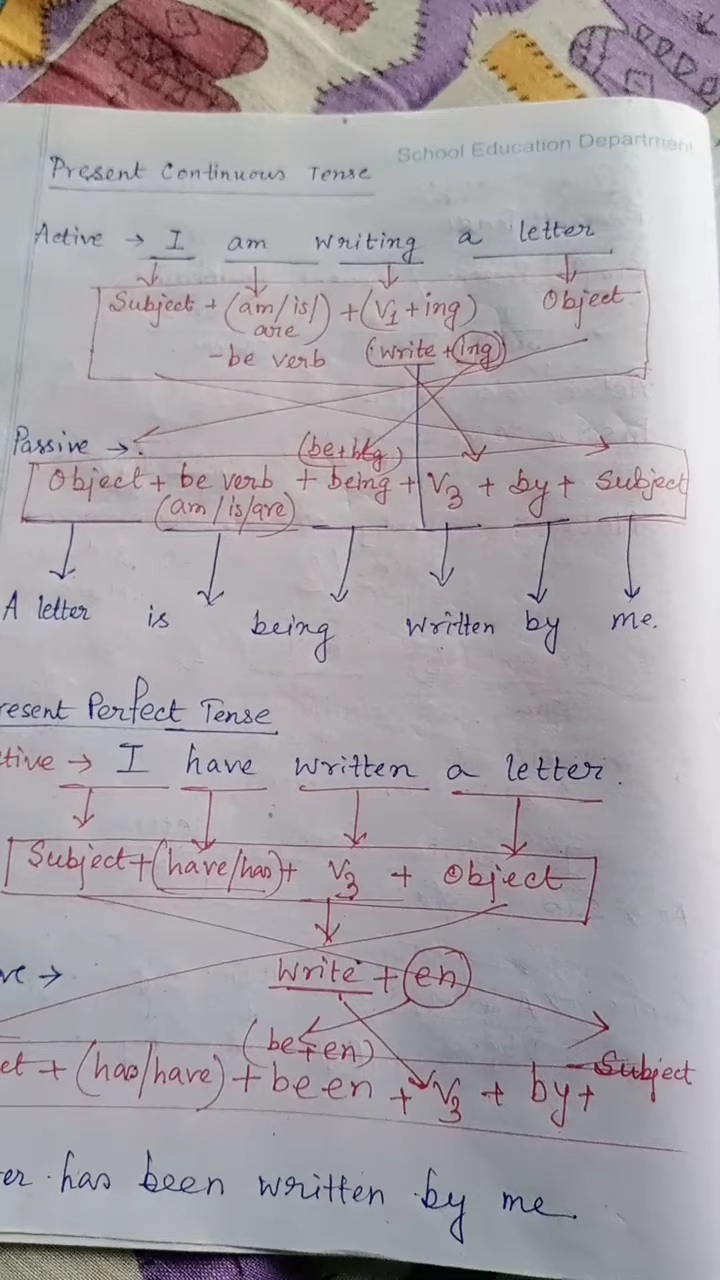 School Education Department
Present Continuous Tense
Active → I am writing a letter
Subject + (am/is/are) + (V1 + ing) Object
- be verb (write + ing)
Passive →
(be+ing)
Object + be verb + being + V3 + by + Subject
(am/is/are)
A letter is being written by me.
resent Perfect Tense
tive → I have written a letter.
Subject + (have/has) + V3 + Object
ve → write + en
(be+en)
ct + (has/have) + been + V3 + by + Subject
er has been written by me.